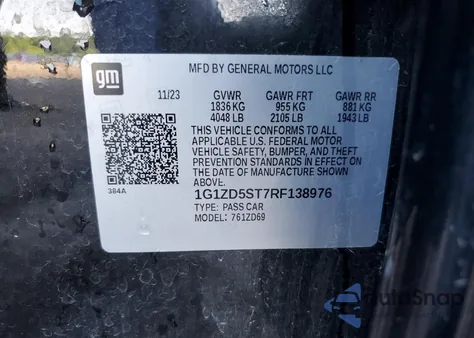 gm
MFD BY GENERAL MOTORS LLC
11/23 GVWR GAWR FRT GAWR RR
1836 KG 955 KG 881 KG
4048 LB 2105 LB 1943 LB
THIS VEHICLE CONFORMS TO ALL
APPLICABLE U.S. FEDERAL MOTOR
VEHICLE SAFETY, BUMPER, AND THEFT
PREVENTION STANDARDS IN EFFECT ON
THE DATE OF MANUFACTURE SHOWN
ABOVE.
384A
1G1ZD5ST7RF138976
TYPE: PASS CAR
MODEL: 761ZD69
AutoSnap